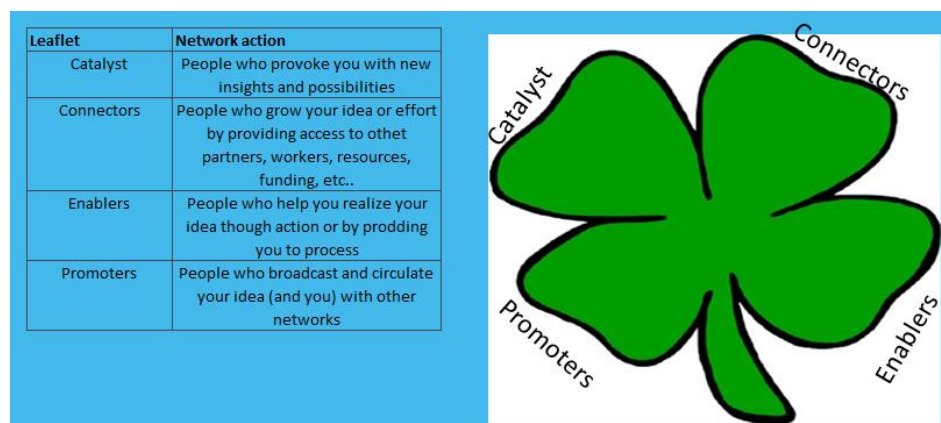 Leaflet Network action
Catalyst People who provoke you with new
insights and possibilities
Connectors People who grow your idea or effort
by providing access to othet
partners, workers, resources,
funding, etc..
Enablers People who help you realize your
idea though action or by prodding
you to process
Promoters People who broadcast and circulate
your idea (and you) with other
networks
Catalyst
Connectors
Promoters
Enablers